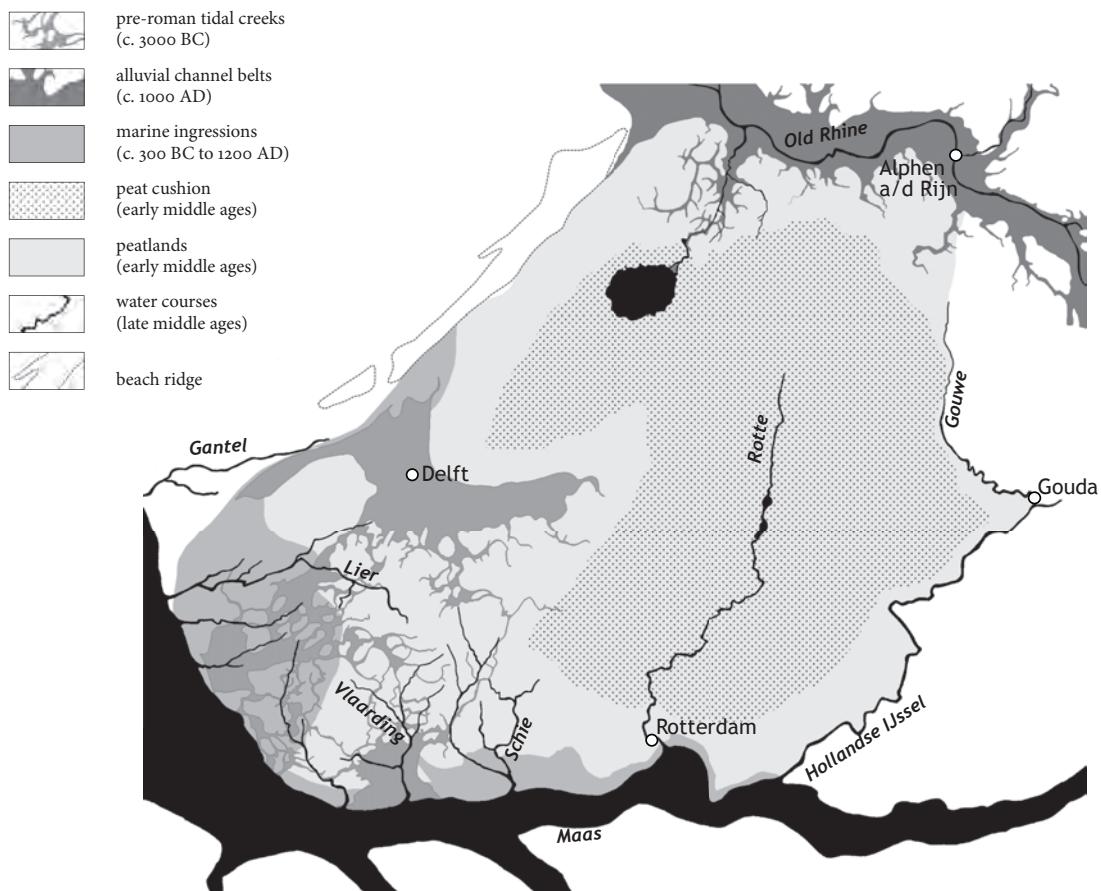 pre-roman tidal creeks
(c. 3000 BC)
alluvial channel belts
(c. 1000 AD)
marine ingressions
(c. 300 BC to 1200 AD)
peat cushion
(early middle ages)
peatlands
(early middle ages)
water courses
(late middle ages)
beach ridge
Old Rhine
Alphen
a/d Rijn
Gouwe
Rotte
Gantel
Delft
Gouda
Lier
Vlaarding
Schie
Rotterdam
Hollandse IJssel
Maas